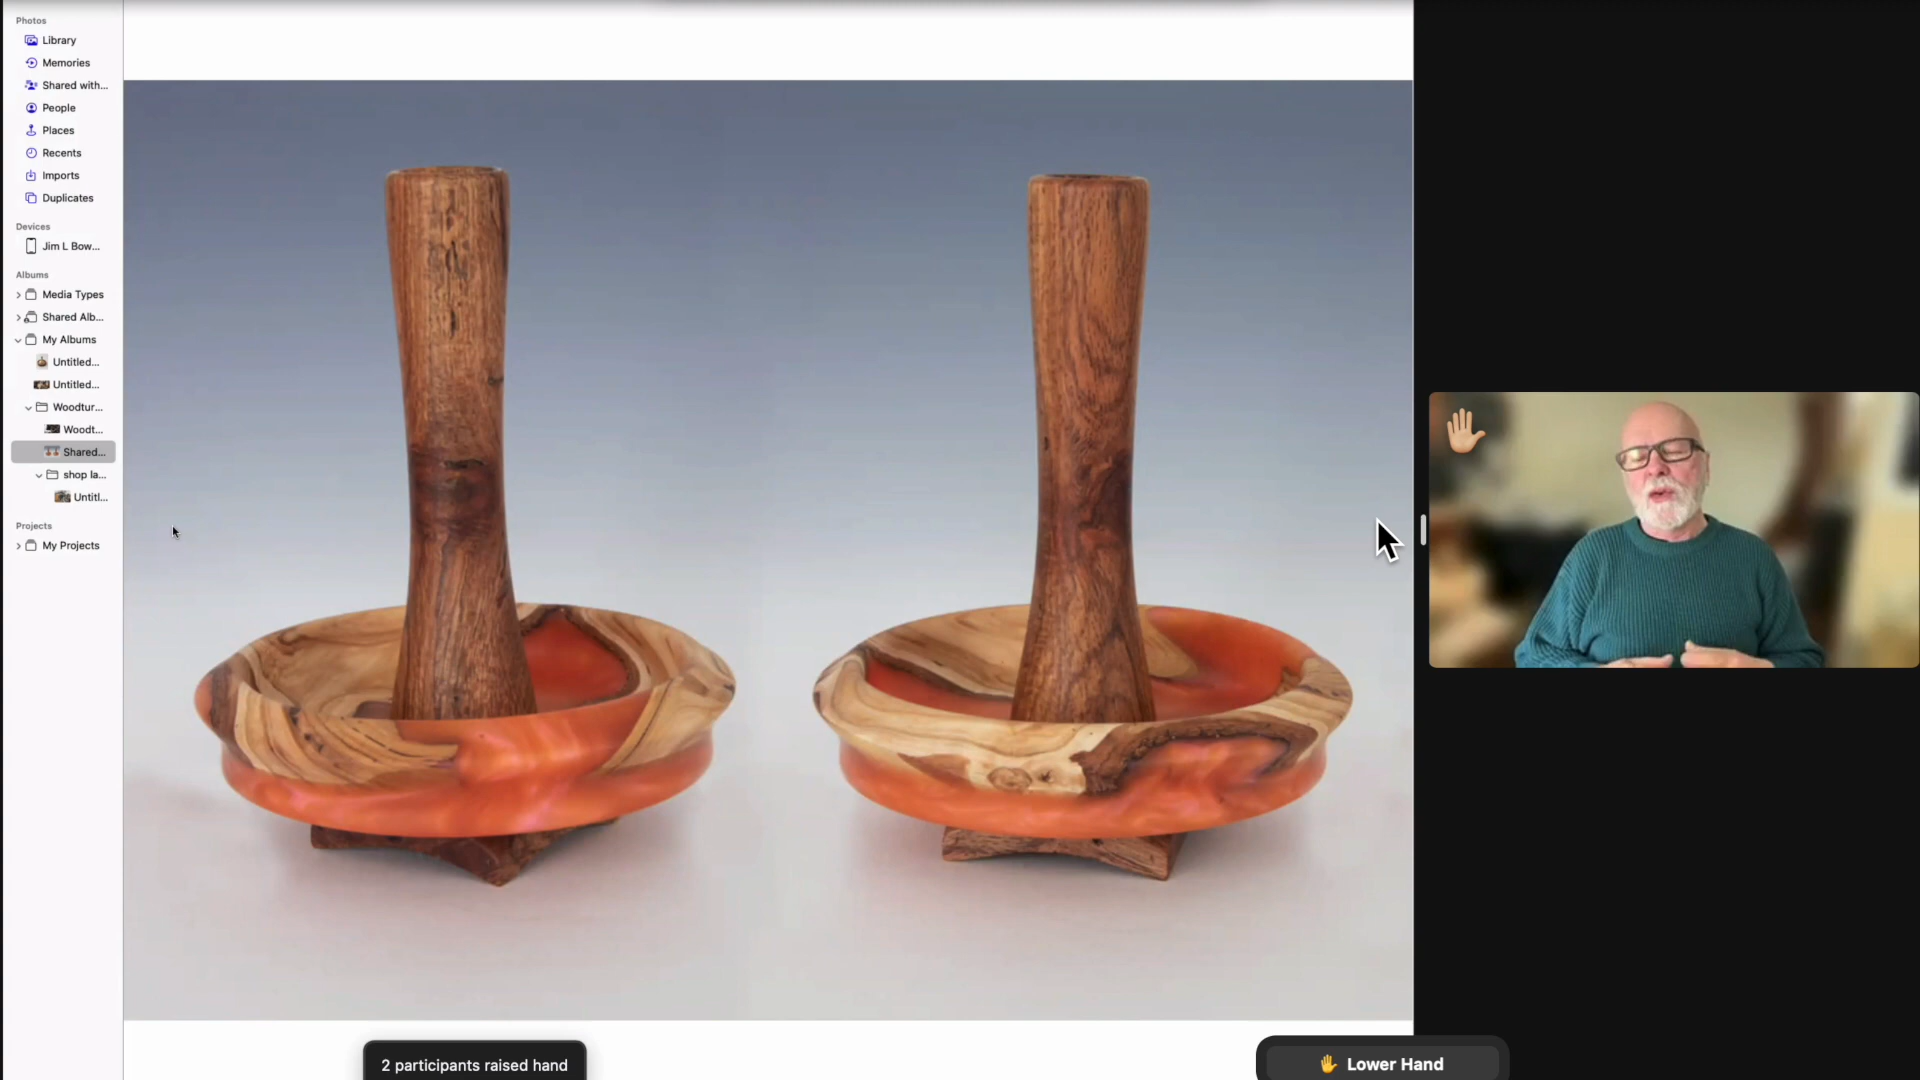 Photos
Library
Memories
Shared with...
People
Places
Recents
Imports
Duplicates
Devices
Jim L Bow...
Albums
Media Types
Shared Alb...
My Albums
Untitled...
Untitled...
Woodtur...
Woodt...
Shared...
shop la...
Untitl...
Projects
My Projects
2 participants raised hand
Lower Hand